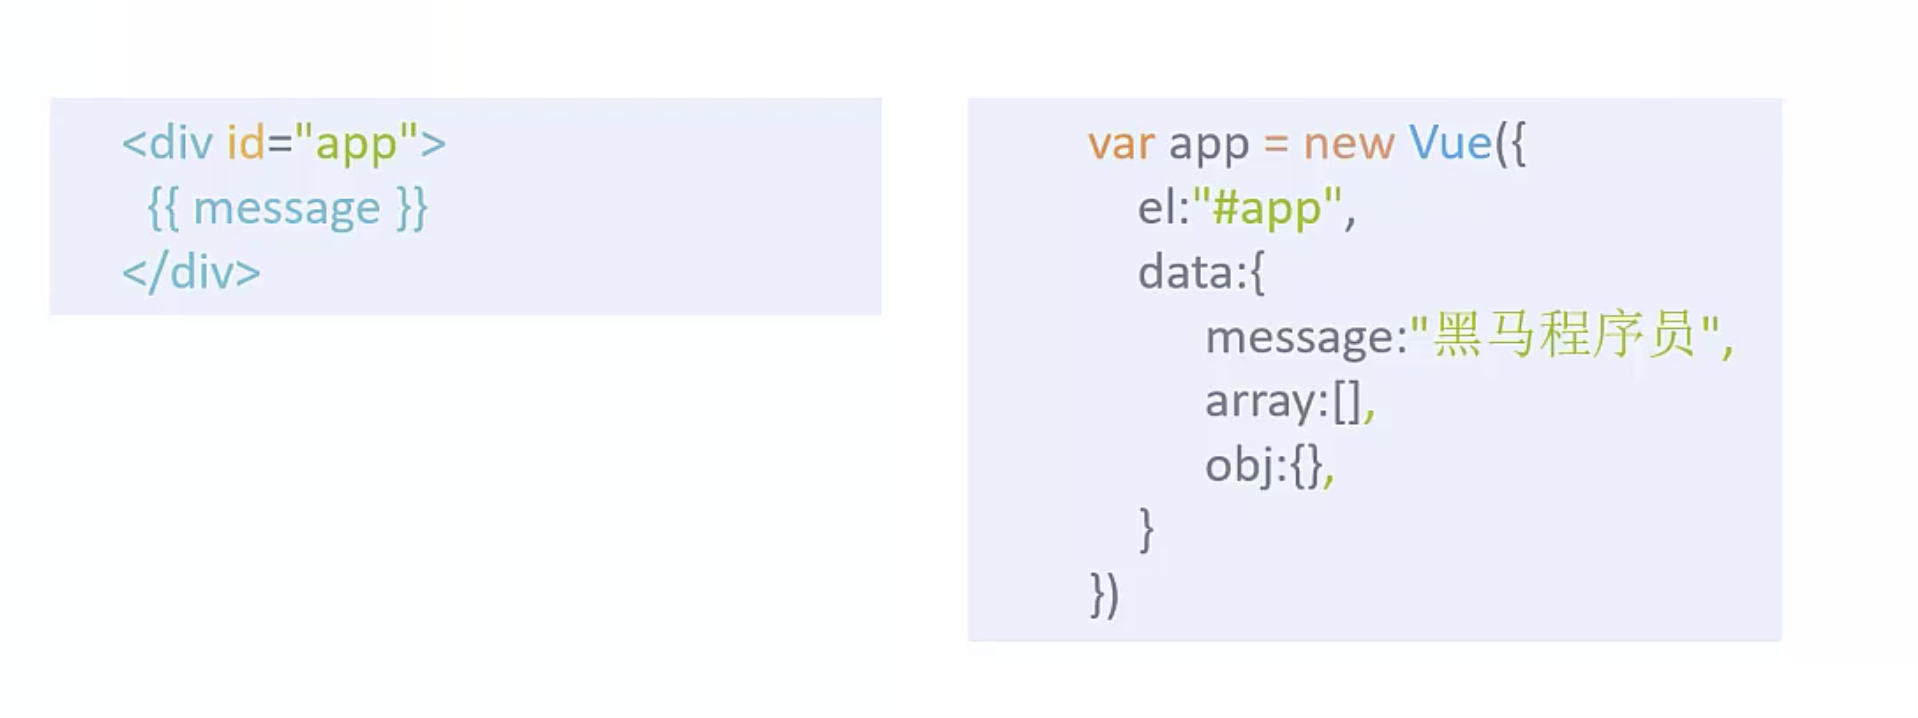 <div id="app">
{{ message }}
</div>
var app = new Vue({
el:"#app",
data:{
message:"黑马程序员",
array:[],
obj:{},
}
})